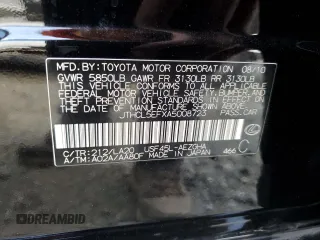 MFD.BY: TOYOTA MOTOR CORPORATION 08/10
GVWR 5850LB GAWR FR 3130LB RR 3130LB
THIS VEHICLE CONFORMS TO ALL APPLICABLE
FEDERAL MOTOR VEHICLE SAFETY, BUMPER,
AND THEFT PREVENTION STANDARDS IN EFFECT
ON THE DATE OF MANUFACTURE SHOWN ABOVE.
JTHCL5EFXA5008723 PASS.CAR
C/TR:212/LA20 USF45L-AEZGHA
A/TM:A02A/AA80F MADE IN JAPAN 466 C